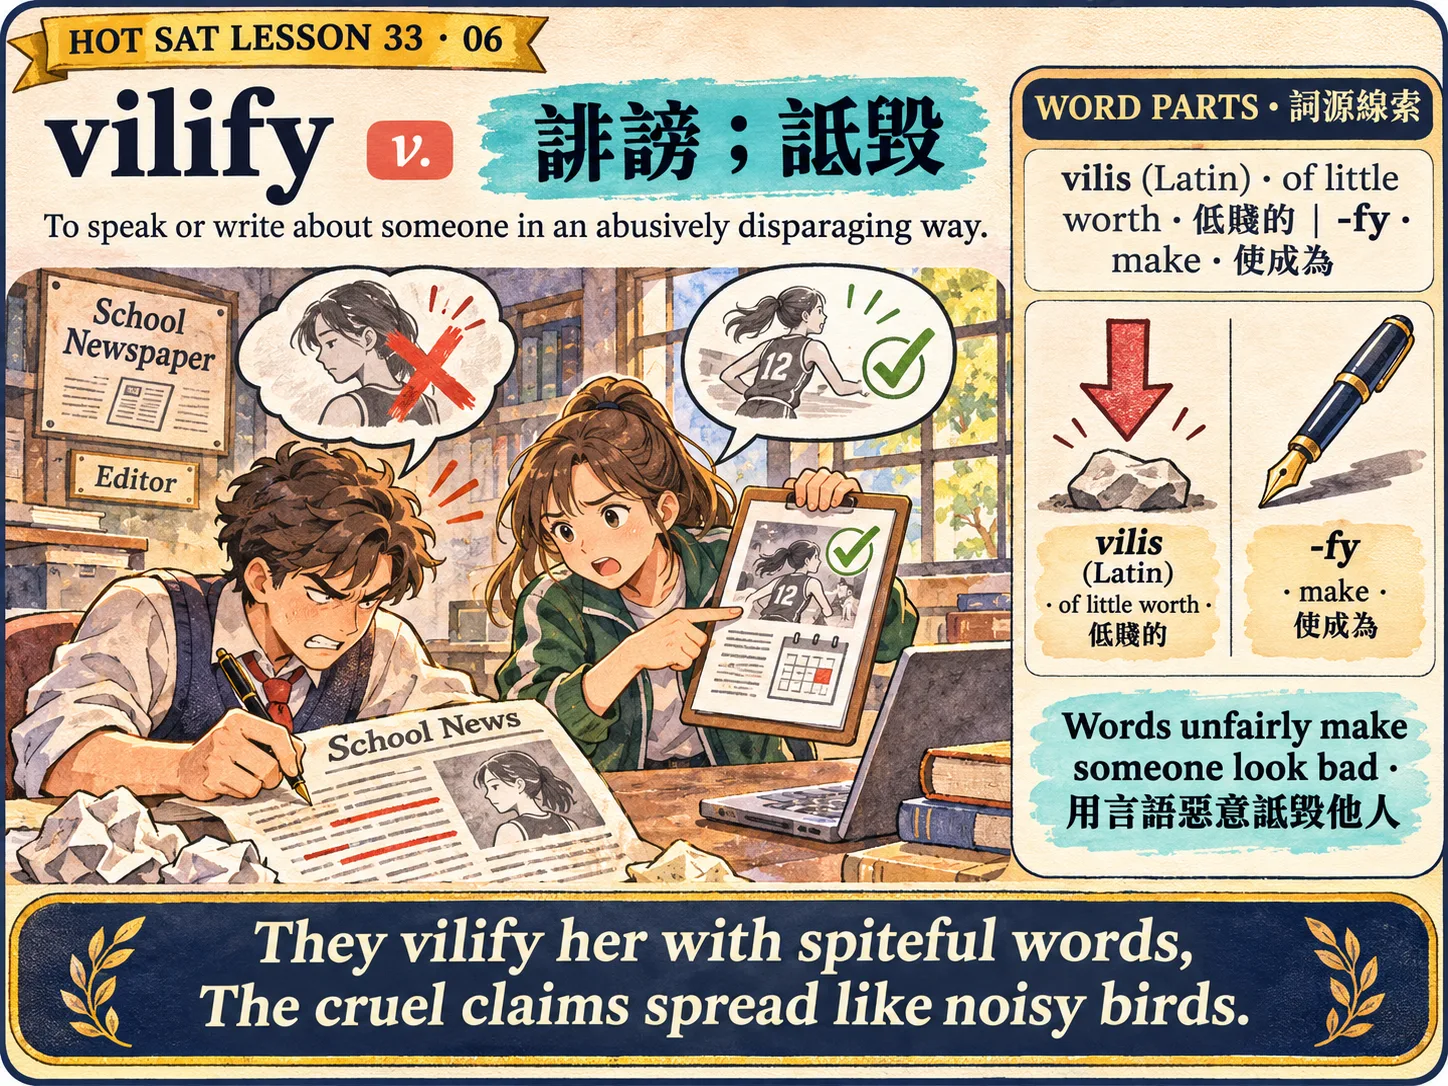 HOT SAT LESSON 33 · 06
vilify v. 誹謗；詆毀
To speak or write about someone in an abusively disparaging way.
School
Newspaper
Editor
12
12
School News
WORD PARTS • 詞源線索
vilis (Latin) · of little
worth · 低賤的 | -fy ·
make · 使成為
vilis
(Latin)
· of little worth ·
低賤的
-fy
· make ·
使成為
Words unfairly make
someone look bad ·
用言語惡意詆毀他人
They vilify her with spiteful words,
The cruel claims spread like noisy birds.